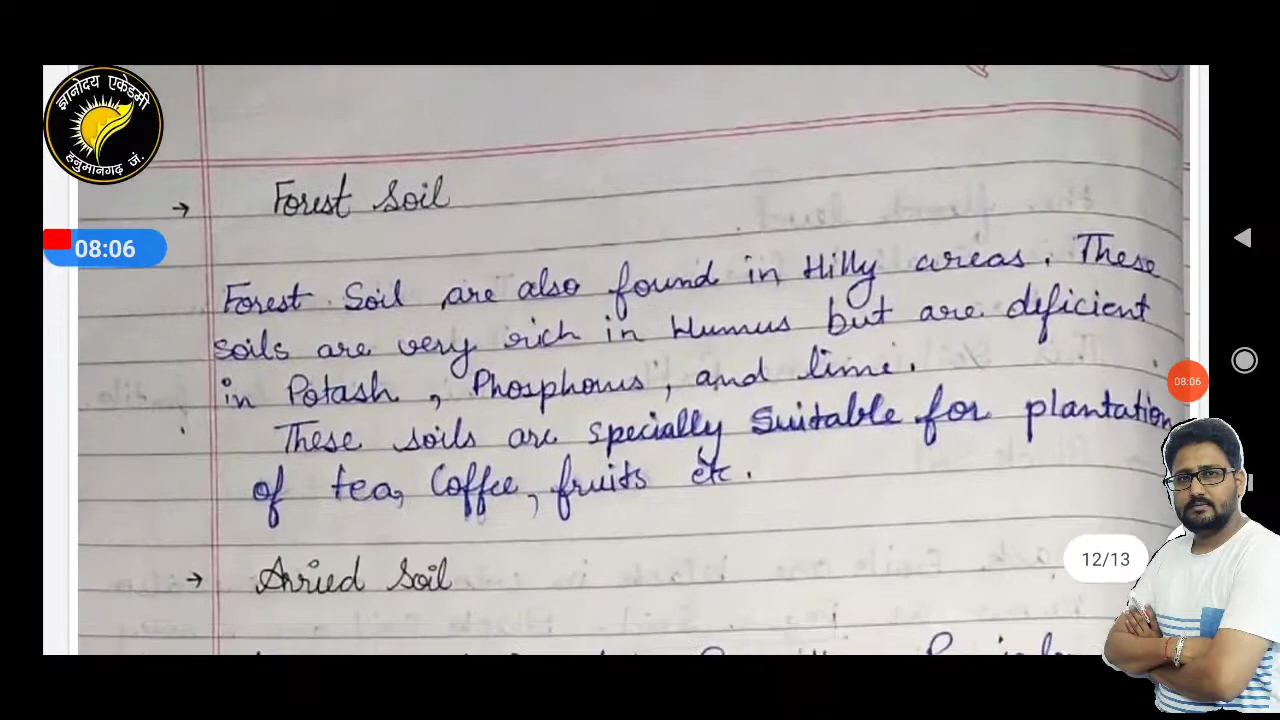 ज्ञानोदय एकेडमी
हनुमानगढ़ जं.
→ Forest Soil
08:06
Forest Soil are also found in Hilly areas. These
soils are very rich in Humus but are deficient
in Potash, Phosphorus, and lime.
08:06
These soils are specially suitable for plantation
of tea, Coffee, fruits etc.
12/13
→ Arried Soil